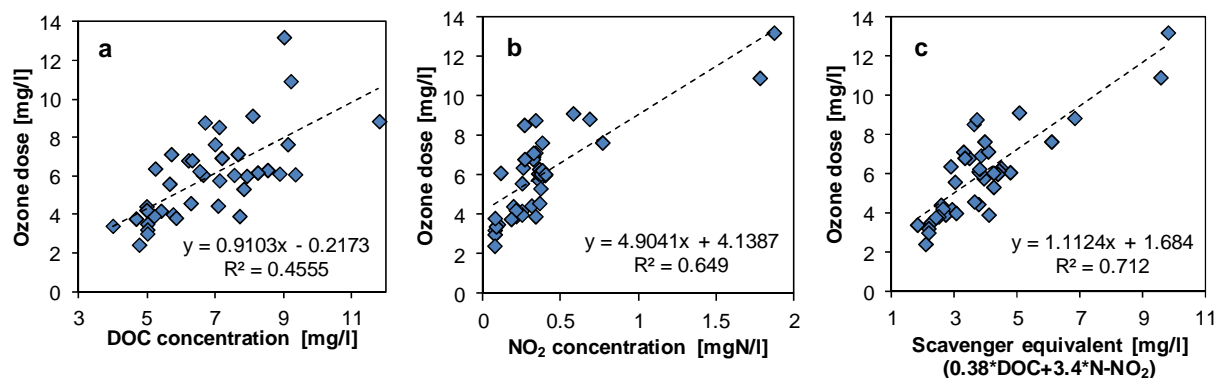 a
Ozone dose [mg/l]
14
12
10
8
6
4
2
0
y = 0.9103x - 0.2173
R² = 0.4555
3
5
7
9
11
DOC concentration [mg/l]
b
Ozone dose [mg/l]
14
12
10
8
6
4
2
0
y = 4.9041x + 4.1387
R² = 0.649
0
0.5
1
1.5
2
NO₂ concentration [mgN/l]
c
Ozone dose [mg/l]
14
12
10
8
6
4
2
0
y = 1.1124x + 1.684
R² = 0.712
1
3
5
7
9
11
Scavenger equivalent [mg/l]
(0.38*DOC+3.4*N-NO₂)